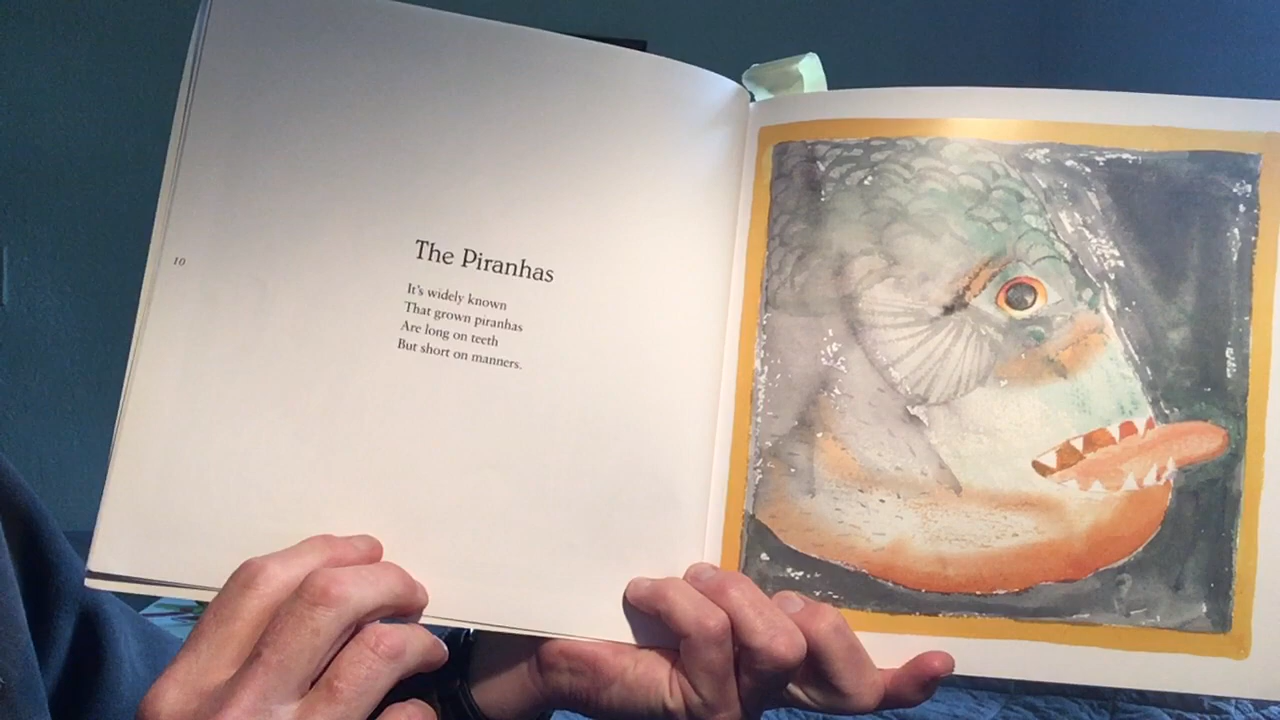 10
The Piranhas
It's widely known
That grown piranhas
Are long on teeth
But short on manners.